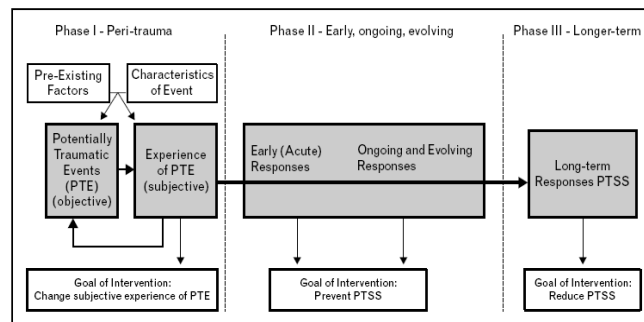 Phase I - Peri-trauma
Phase II - Early, ongoing, evolving
Phase III - Longer-term
Pre-Existing
Factors
Characteristics
of Event
Potentially
Traumatic
Events
(PTE)
(objective)
Experience
of PTE
(subjective)
Early (Acute)
Responses
Ongoing and Evolving
Responses
Long-term
Responses PTSS
Goal of Intervention:
Change subjective experience of PTE
Goal of Intervention:
Prevent PTSS
Goal of Intervention:
Reduce PTSS